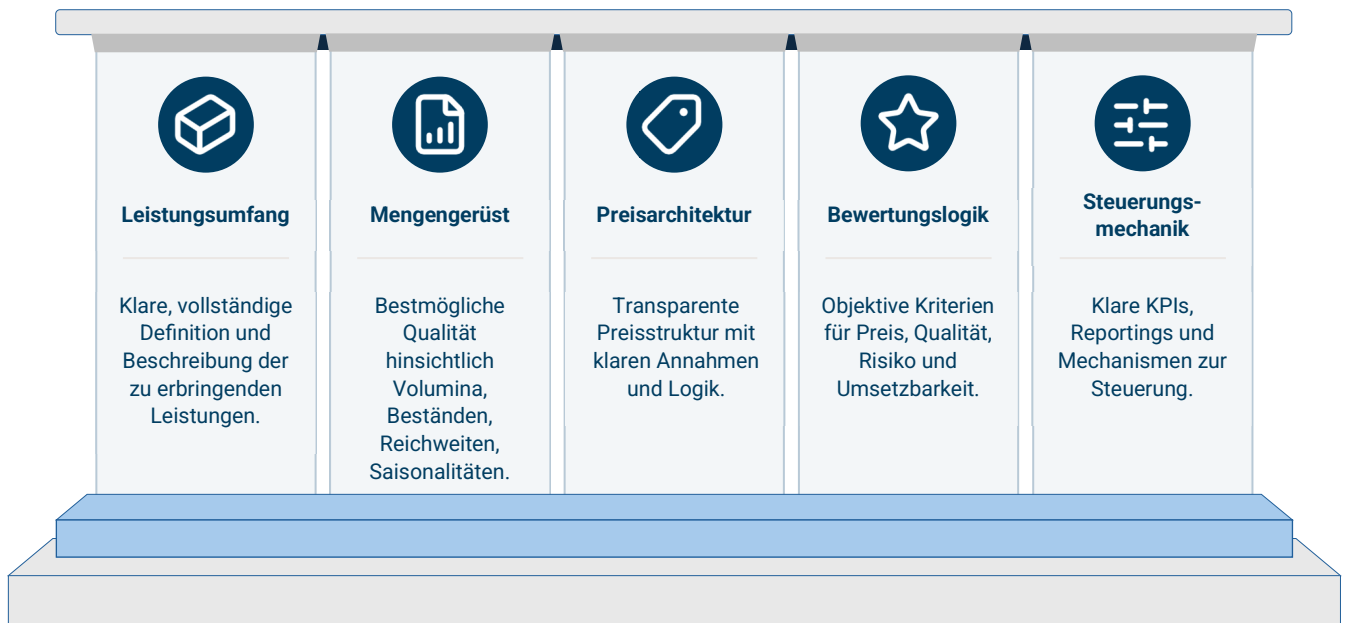 Leistungsumfang
Klare, vollständige
Definition und
Beschreibung der
zu erbringenden
Leistungen.
Mengengerüst
Bestmögliche
Qualität
hinsichtlich
Volumina,
Beständen,
Reichweiten,
Saisonalitäten.
Preisarchitektur
Transparente
Preisstruktur mit
klaren Annahmen
und Logik.
Bewertungslogik
Objektive Kriterien
für Preis, Qualität,
Risiko und
Umsetzbarkeit.
Steuerungs-
mechanik
Klare KPIs,
Reportings und
Mechanismen zur
Steuerung.